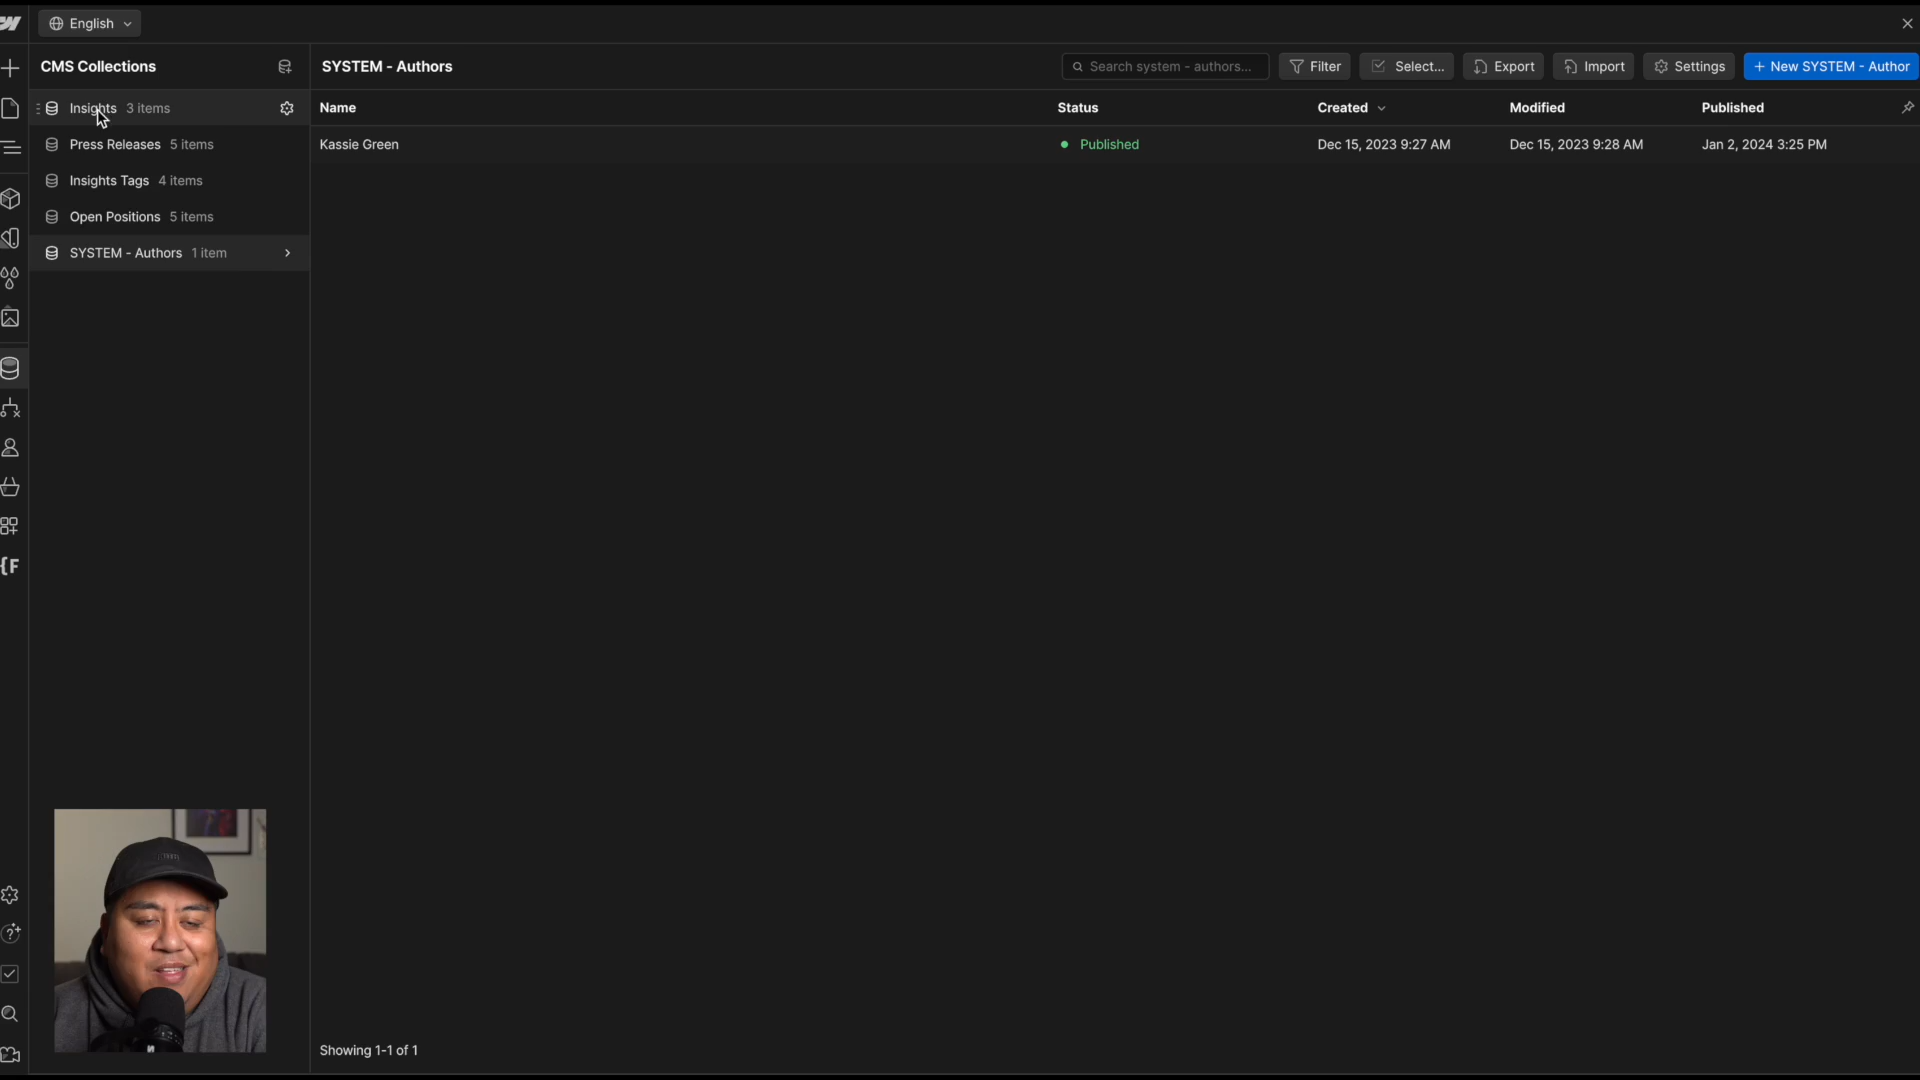 English
CMS Collections
SYSTEM - Authors
Search system - authors...
Filter
Select...
Export
Import
Settings
+ New SYSTEM - Author
Insights 3 items
Press Releases 5 items
Insights Tags 4 items
Open Positions 5 items
SYSTEM - Authors 1 item
Name Status Created Modified Published
Kassie Green Published Dec 15, 2023 9:27 AM Dec 15, 2023 9:28 AM Jan 2, 2024 3:25 PM
{F
Showing 1-1 of 1